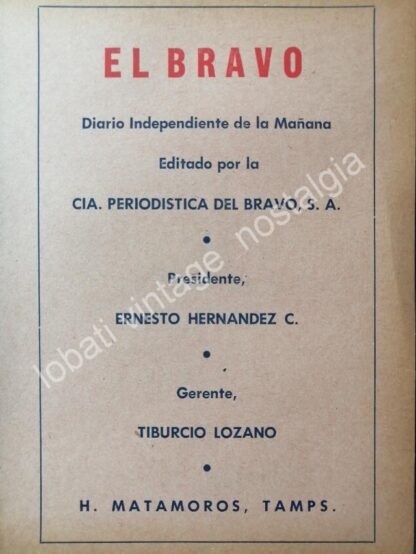 EL BRAVO
Diario Independiente de la Mañana
Editado por la
CIA. PERIODISTICA DEL BRAVO, S. A.
Presidente,
ERNESTO HERNANDEZ C.
Gerente,
TIBURCIO LOZANO
H. MATAMOROS, TAMPS.
lobati vintage nostalgia